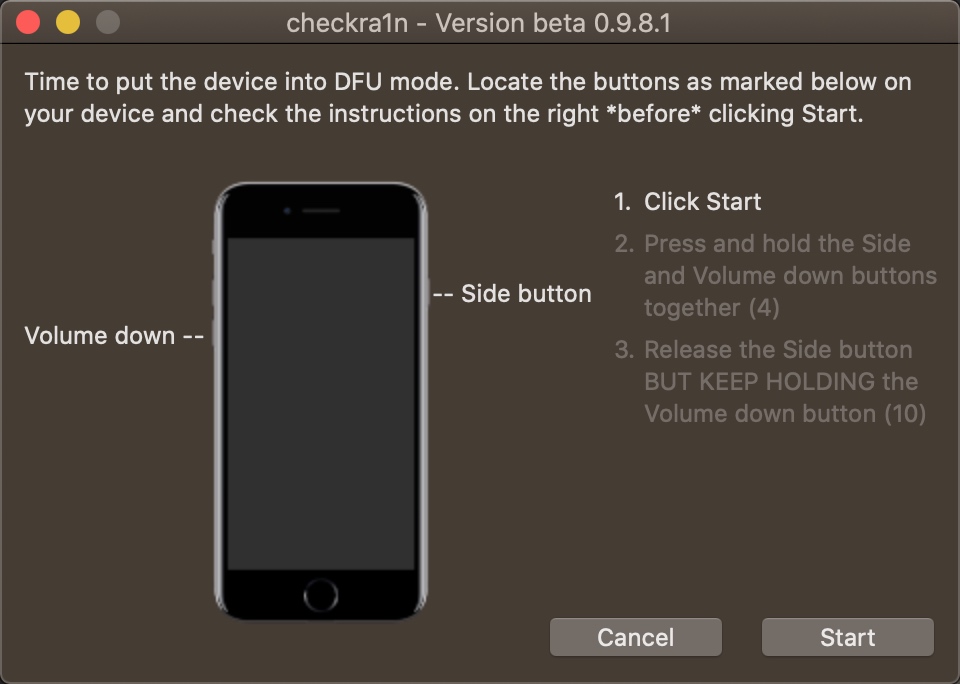 checkra1n - Version beta 0.9.8.1
Time to put the device into DFU mode. Locate the buttons as marked below on
your device and check the instructions on the right *before* clicking Start.
1. Click Start
2. Press and hold the Side
and Volume down buttons
together (4)
3. Release the Side button
BUT KEEP HOLDING the
Volume down button (10)
-- Side button
Volume down --
Cancel
Start